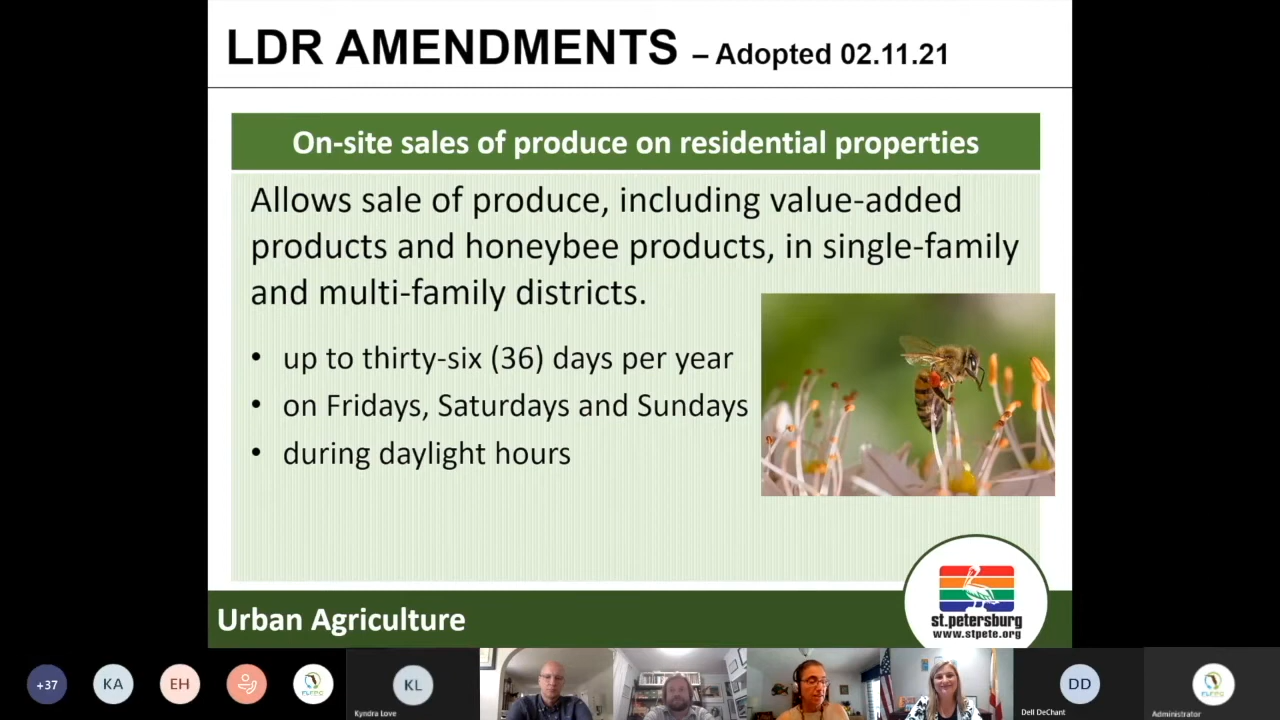 LDR AMENDMENTS – Adopted 02.11.21
On-site sales of produce on residential properties
Allows sale of produce, including value-added
products and honeybee products, in single-family
and multi-family districts.
• up to thirty-six (36) days per year
• on Fridays, Saturdays and Sundays
• during daylight hours
st.petersburg
www.stpete.org
Urban Agriculture
+37
KA
EH
FLFPC
KL
DD
Kyndra Love
Dell DeChant
Administrator